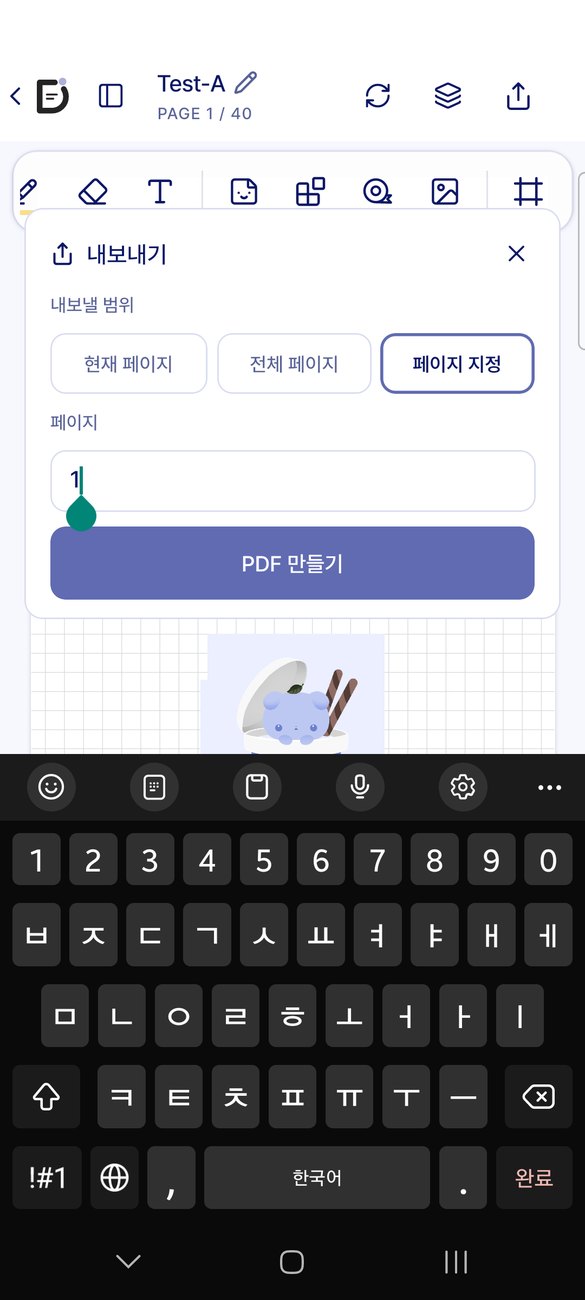 Test-A
PAGE 1 / 40
내보내기
내보낼 범위
현재 페이지 전체 페이지 페이지 지정
페이지
1
PDF 만들기
1 2 3 4 5 6 7 8 9 0
ㅂ ㅈ ㄷ ㄱ ㅅ ㅛ ㅕ ㅑ ㅐ ㅔ
ㅁ ㄴ ㅇ ㄹ ㅎ ㅗ ㅓ ㅏ ㅣ
ㅋ ㅌ ㅊ ㅍ ㅠ ㅜ ㅡ
!#1 , 한국어 . 완료